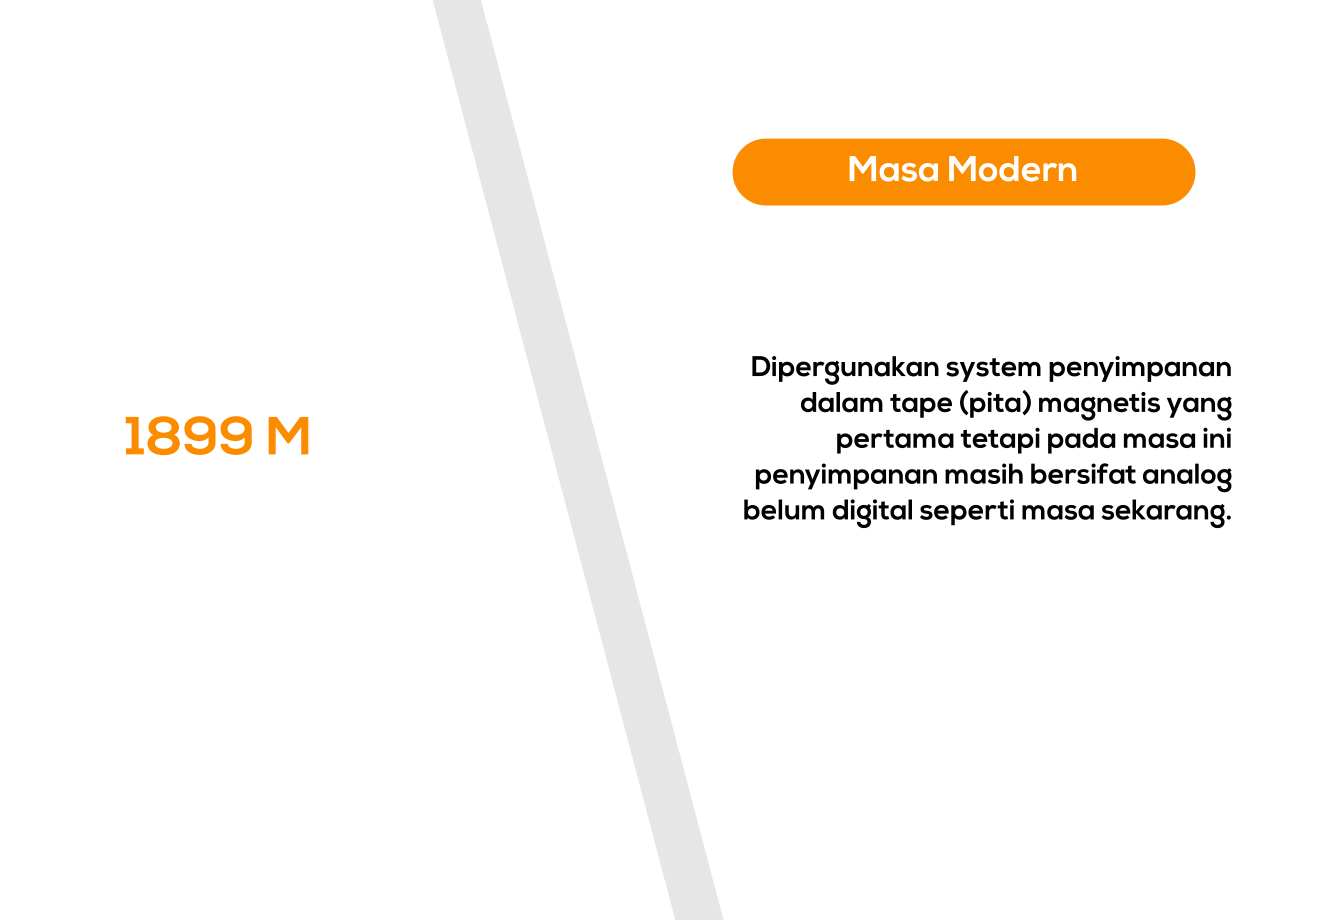 Masa Modern
1899 M
Dipergunakan system penyimpanan
dalam tape (pita) magnetis yang
pertama tetapi pada masa ini
penyimpanan masih bersifat analog
belum digital seperti masa sekarang.